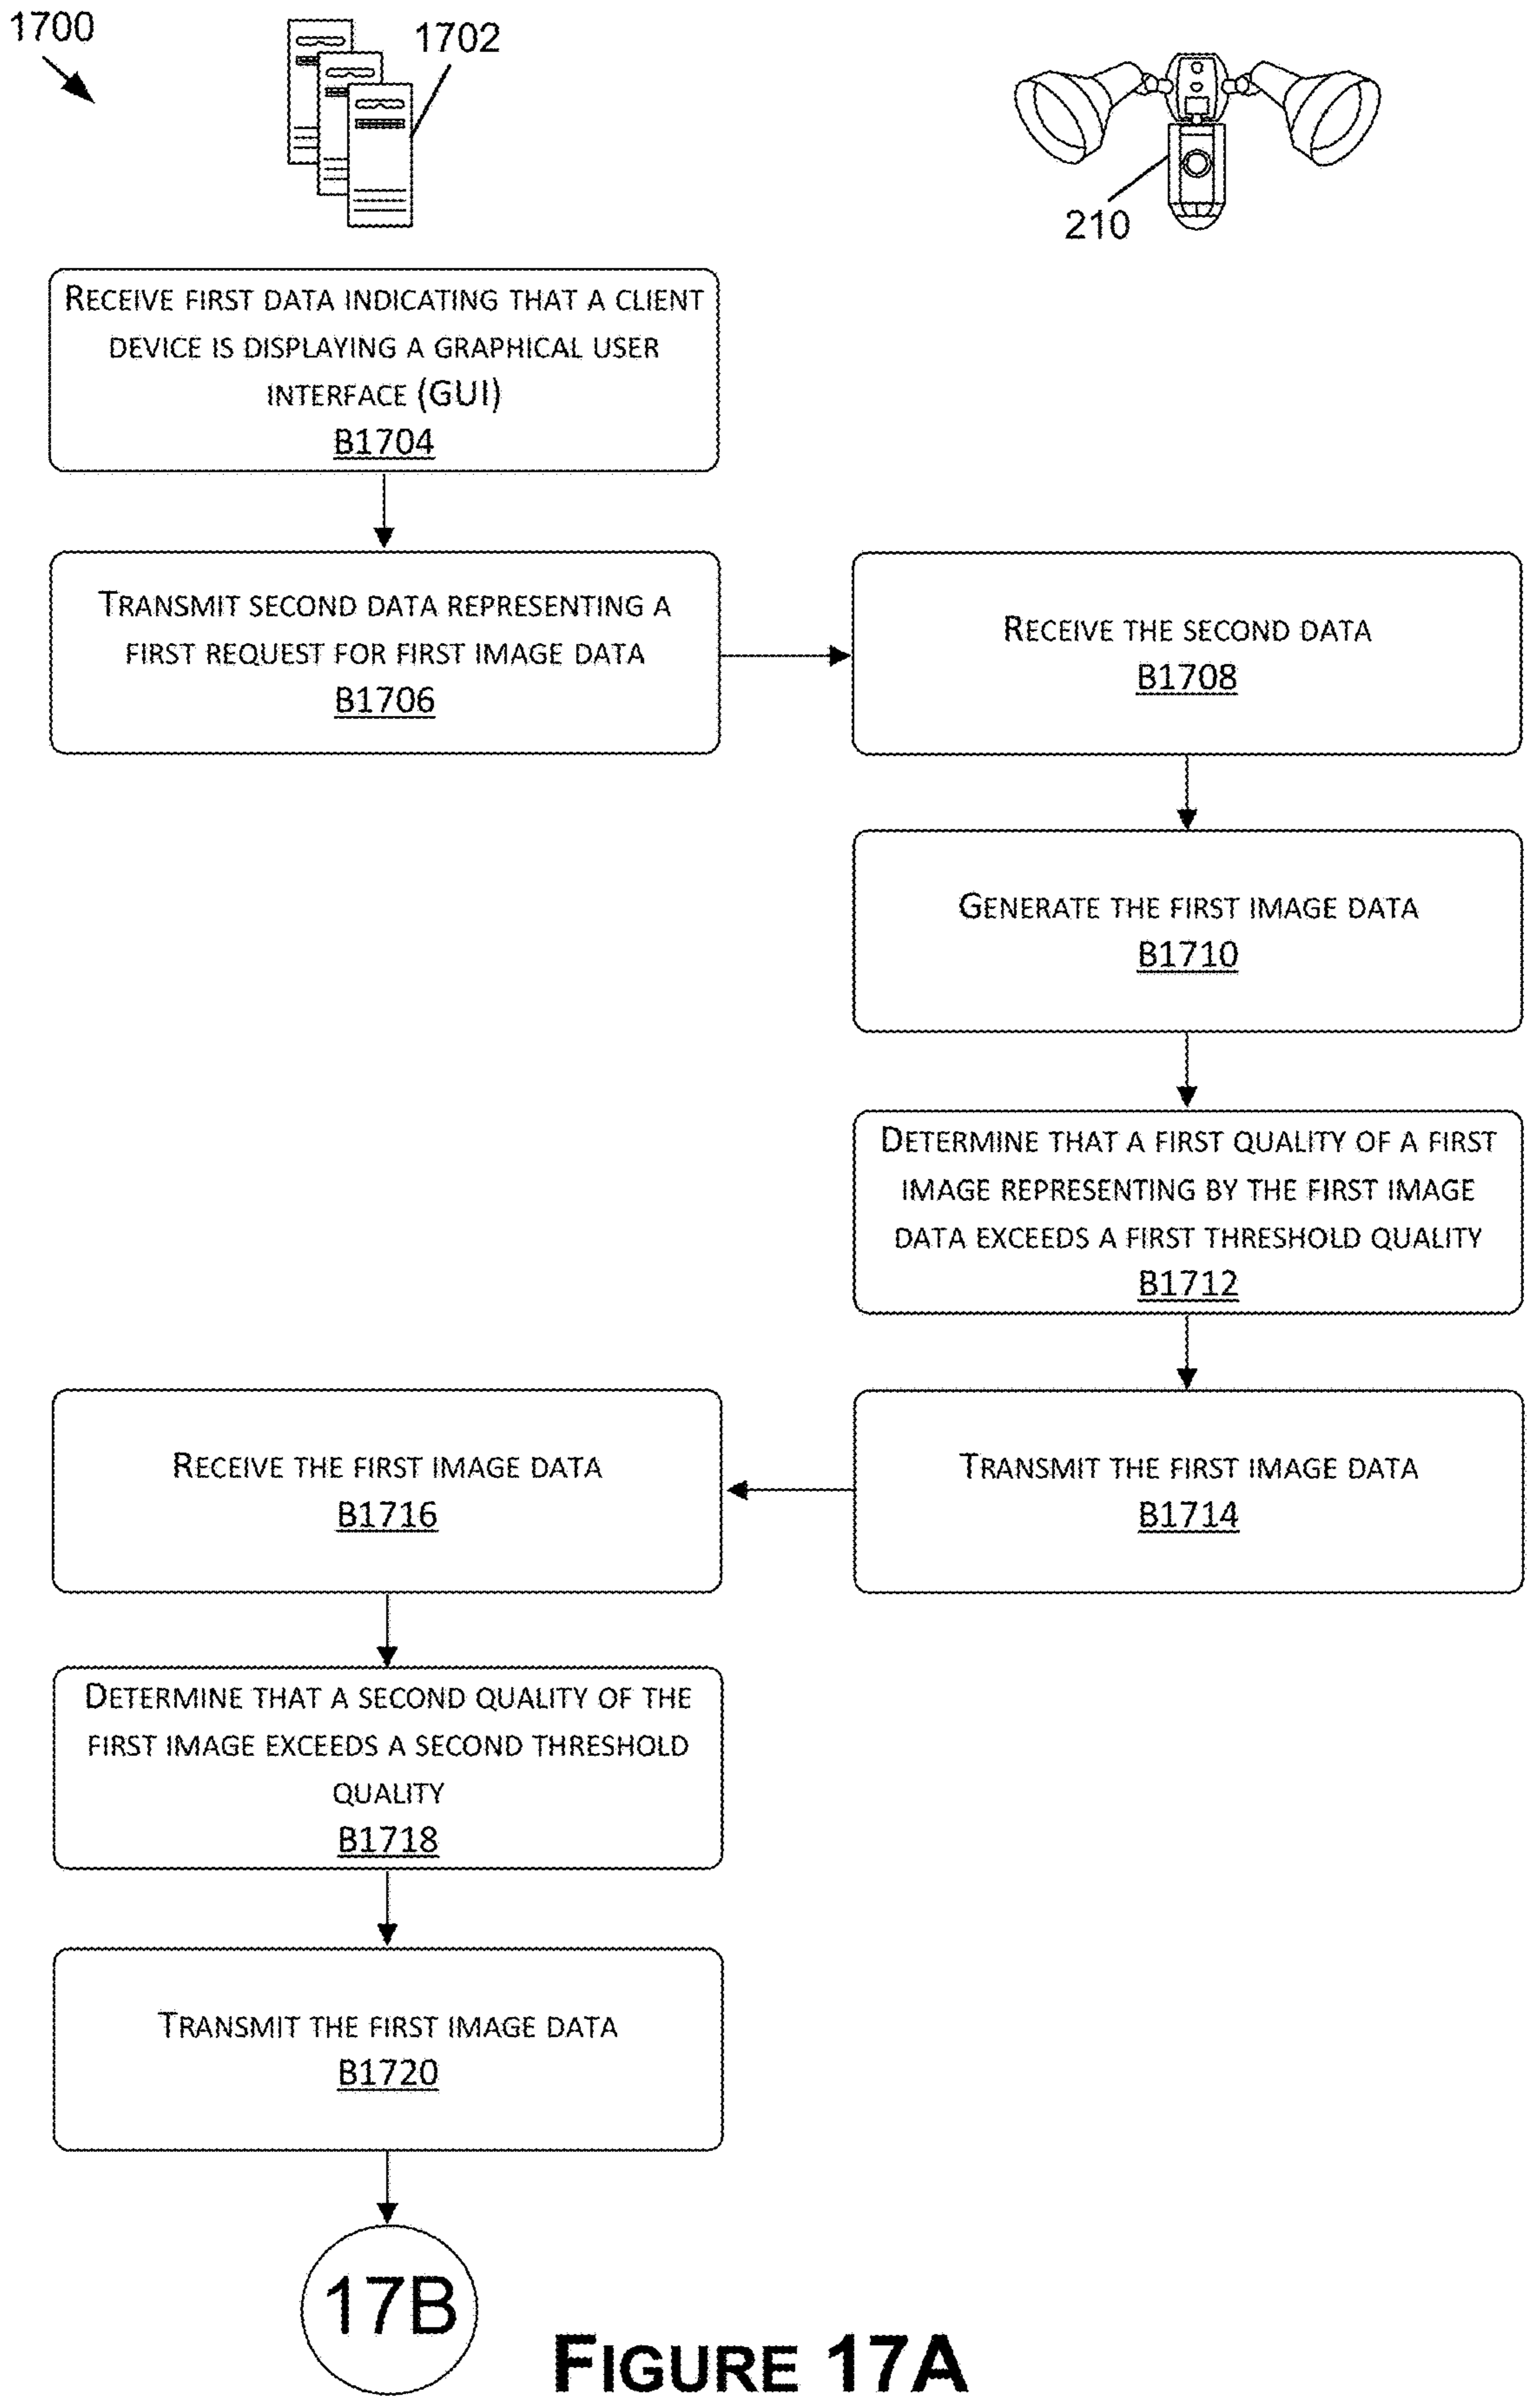 1700
1702
210
Receive first data indicating that a client
device is displaying a graphical user
interface (GUI)
B1704
Transmit second data representing a
first request for first image data
B1706
Receive the second data
B1708
Generate the first image data
B1710
Determine that a first quality of a first
image representing by the first image
data exceeds a first threshold quality
B1712
Transmit the first image data
B1714
Receive the first image data
B1716
Determine that a second quality of the
first image exceeds a second threshold
quality
B1718
Transmit the first image data
B1720
17B
Figure 17A